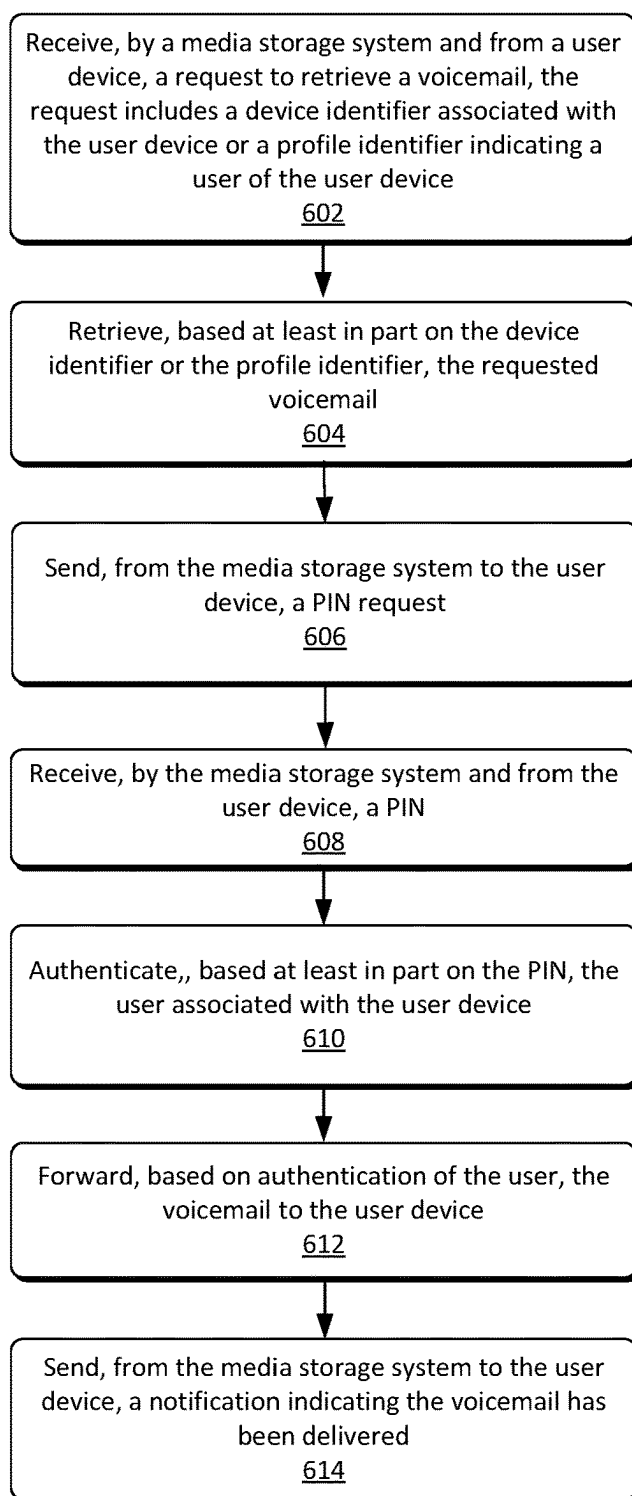 Receive, by a media storage system and from a user
device, a request to retrieve a voicemail, the
request includes a device identifier associated with
the user device or a profile identifier indicating a
user of the user device
602
Retrieve, based at least in part on the device
identifier or the profile identifier, the requested
voicemail
604
Send, from the media storage system to the user
device, a PIN request
606
Receive, by the media storage system and from the
user device, a PIN
608
Authenticate,, based at least in part on the PIN, the
user associated with the user device
610
Forward, based on authentication of the user, the
voicemail to the user device
612
Send, from the media storage system to the user
device, a notification indicating the voicemail has
been delivered
614